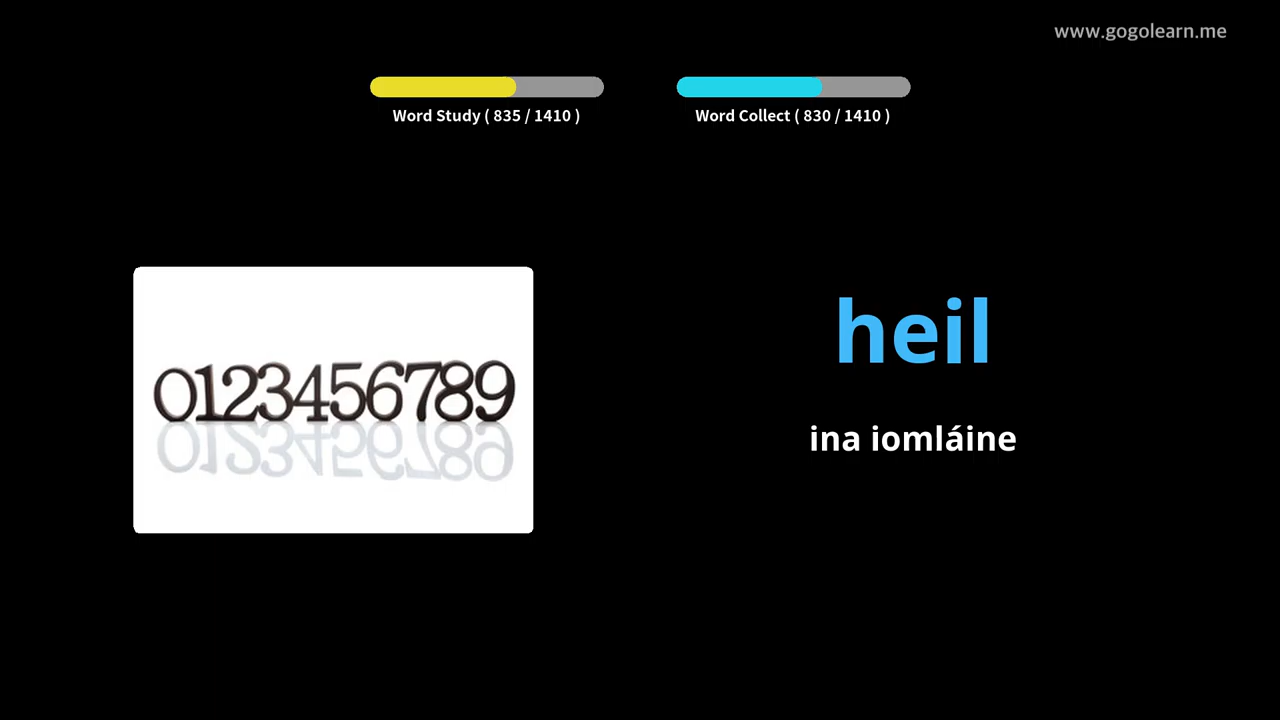 www.gogolearn.me
Word Study ( 835 / 1410 )
Word Collect ( 830 / 1410 )
0123456789
heil
ina iomláine